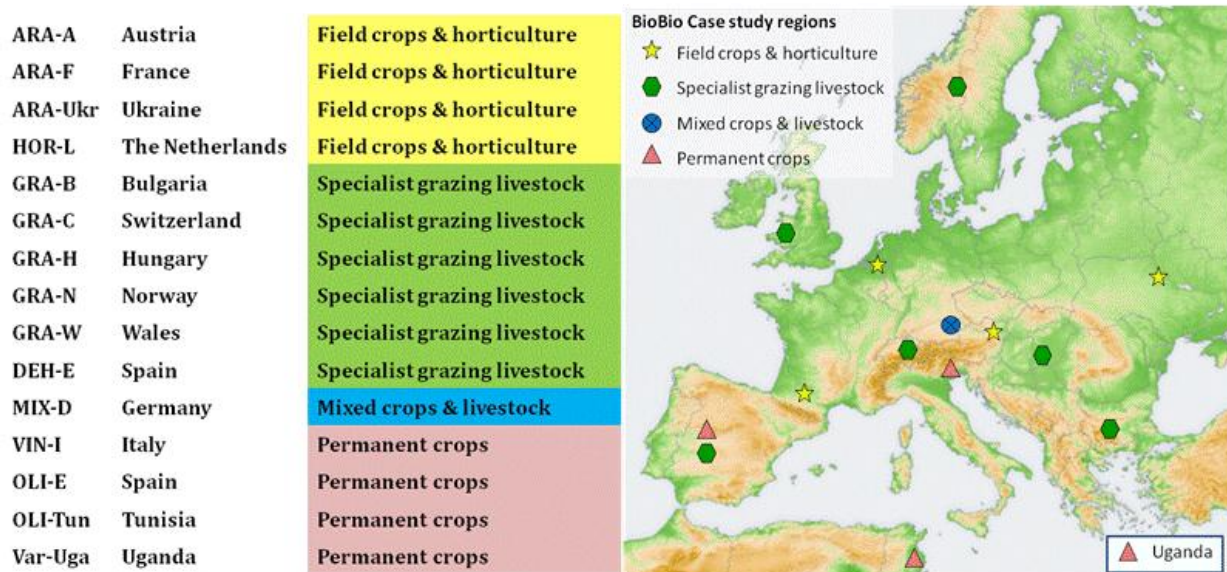 ARA-A Austria Field crops & horticulture
ARA-F France Field crops & horticulture
ARA-Ukr Ukraine Field crops & horticulture
HOR-L The Netherlands Field crops & horticulture
GRA-B Bulgaria Specialist grazing livestock
GRA-C Switzerland Specialist grazing livestock
GRA-H Hungary Specialist grazing livestock
GRA-N Norway Specialist grazing livestock
GRA-W Wales Specialist grazing livestock
DEH-E Spain Specialist grazing livestock
MIX-D Germany Mixed crops & livestock
VIN-I Italy Permanent crops
OLI-E Spain Permanent crops
OLI-Tun Tunisia Permanent crops
Var-Uga Uganda Permanent crops
BioBio Case study regions
Field crops & horticulture
Specialist grazing livestock
Mixed crops & livestock
Permanent crops
Uganda